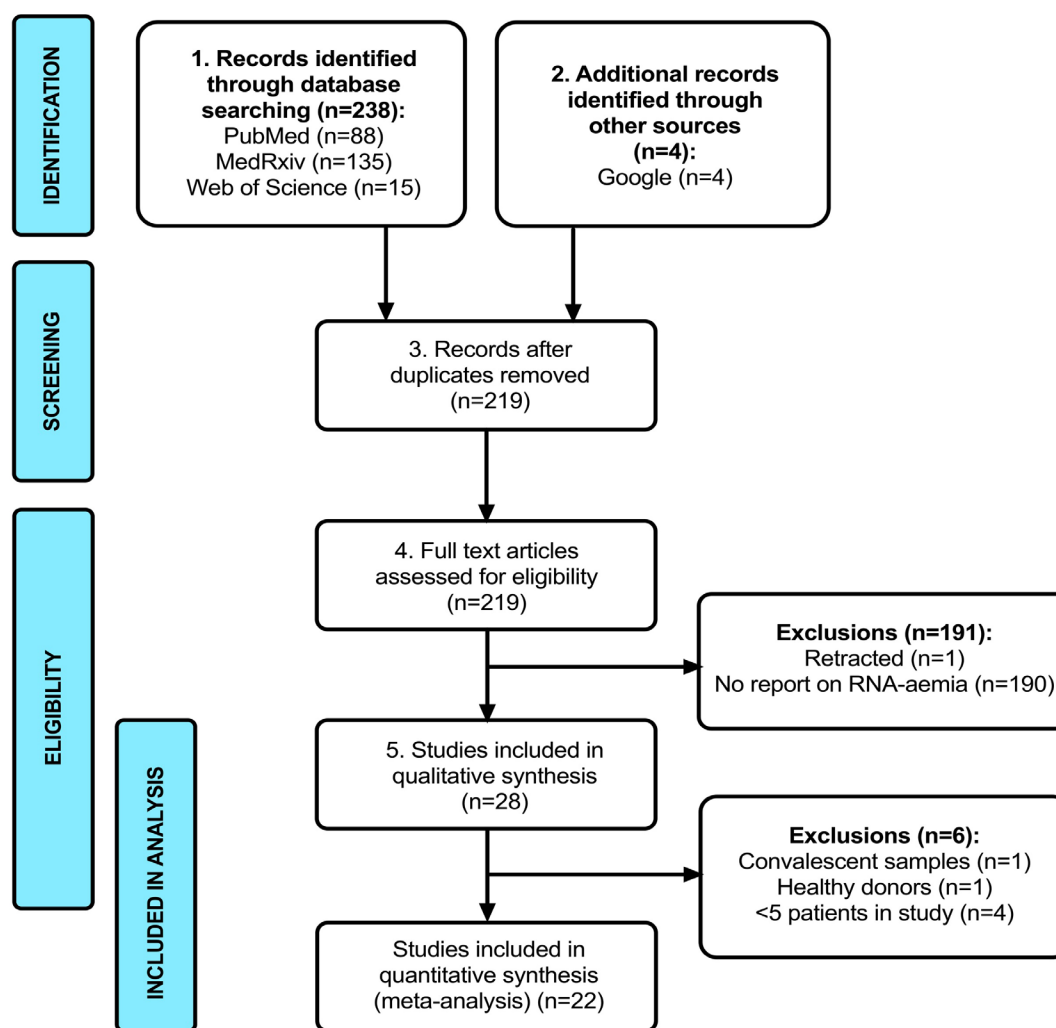 IDENTIFICATION
1. Records identified
through database
searching (n=238):
PubMed (n=88)
MedRxiv (n=135)
Web of Science (n=15)
2. Additional records
identified through
other sources
(n=4):
Google (n=4)
SCREENING
3. Records after
duplicates removed
(n=219)
ELIGIBILITY
4. Full text articles
assessed for eligibility
(n=219)
Exclusions (n=191):
Retracted (n=1)
No report on RNA-aemia (n=190)
INCLUDED IN ANALYSIS
5. Studies included in
qualitative synthesis
(n=28)
Exclusions (n=6):
Convalescent samples (n=1)
Healthy donors (n=1)
<5 patients in study (n=4)
Studies included in
quantitative synthesis
(meta-analysis) (n=22)